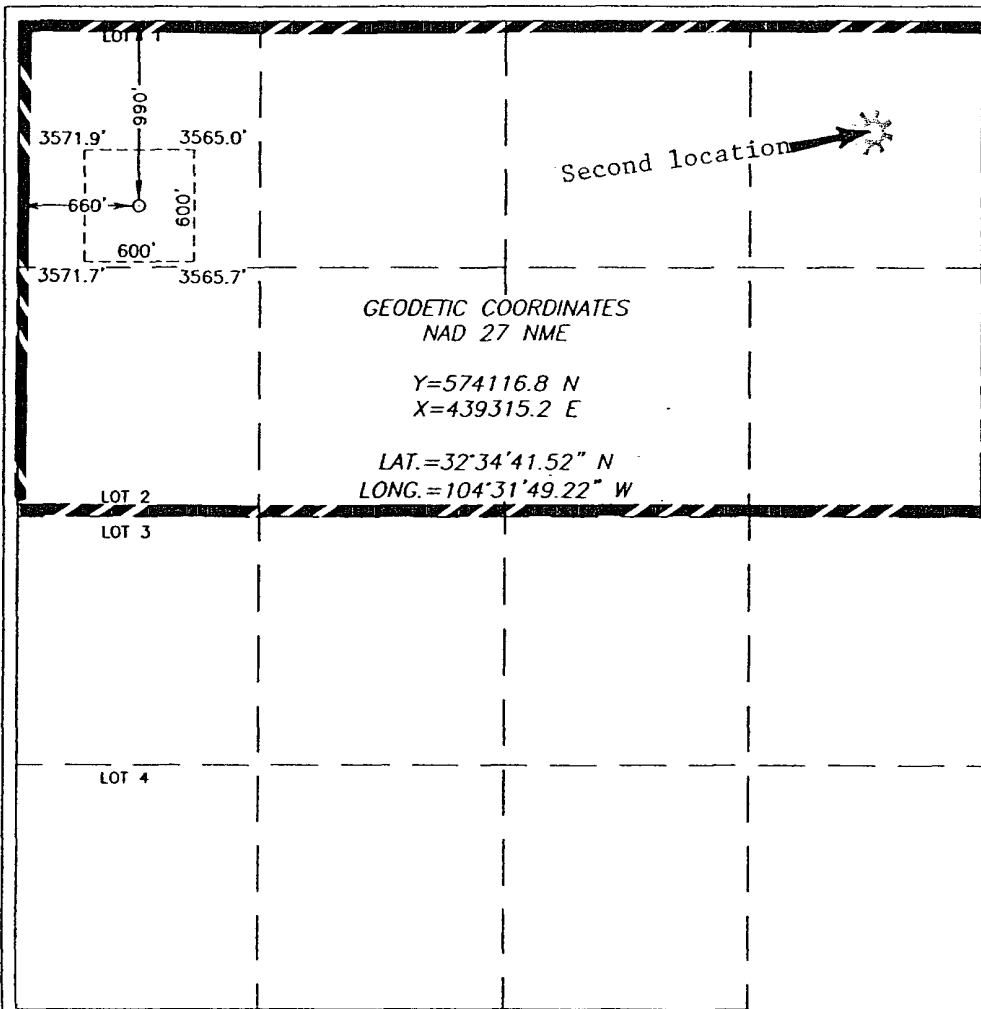 LOT 1
990'
3571.9' 3565.0'
Second location
660'
600'
600'
3571.7' 3565.7'
GEODETIC COORDINATES
NAD 27 NME
Y=574116.8 N
X=439315.2 E
LAT.=32°34'41.52" N
LONG.=104°31'49.22" W
LOT 2
LOT 3
LOT 4